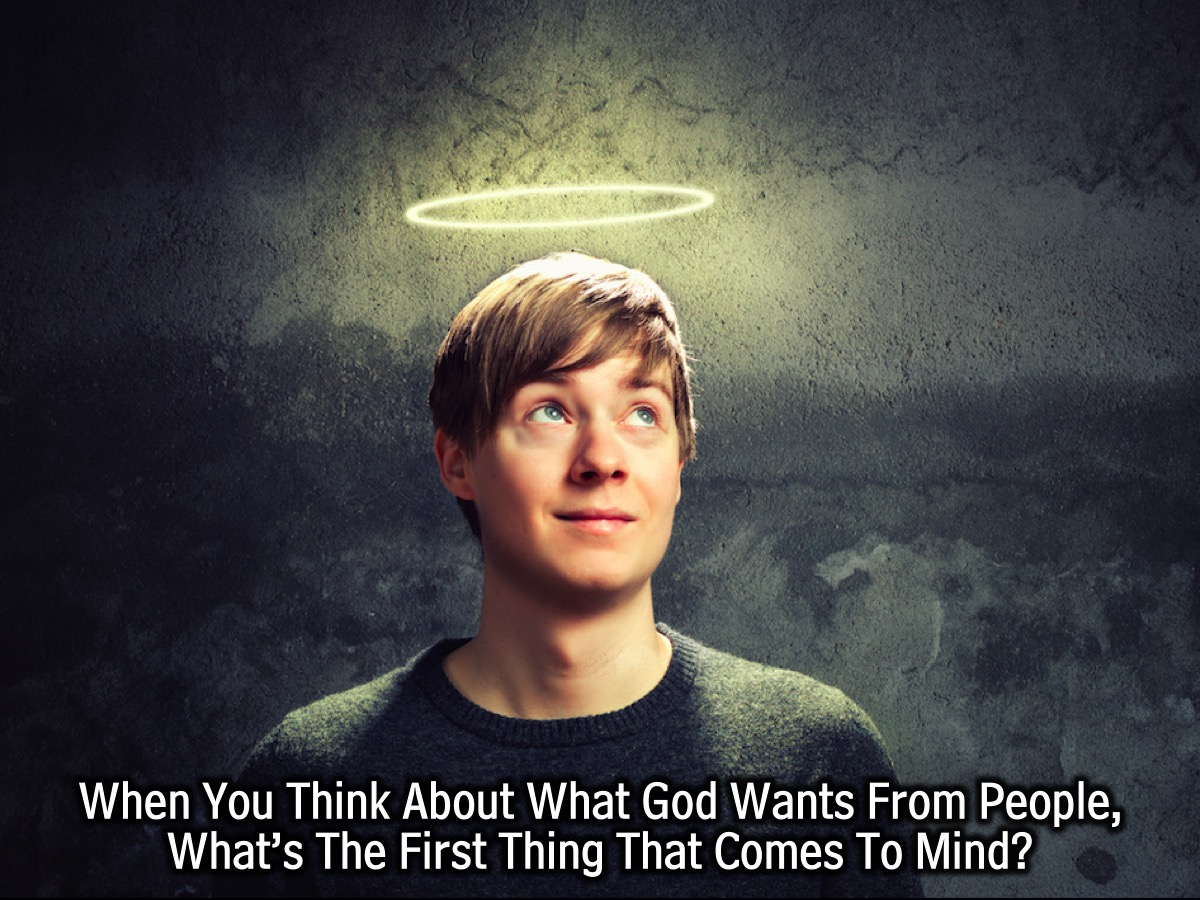 When You Think About What God Wants From People,
What’s The First Thing That Comes To Mind?